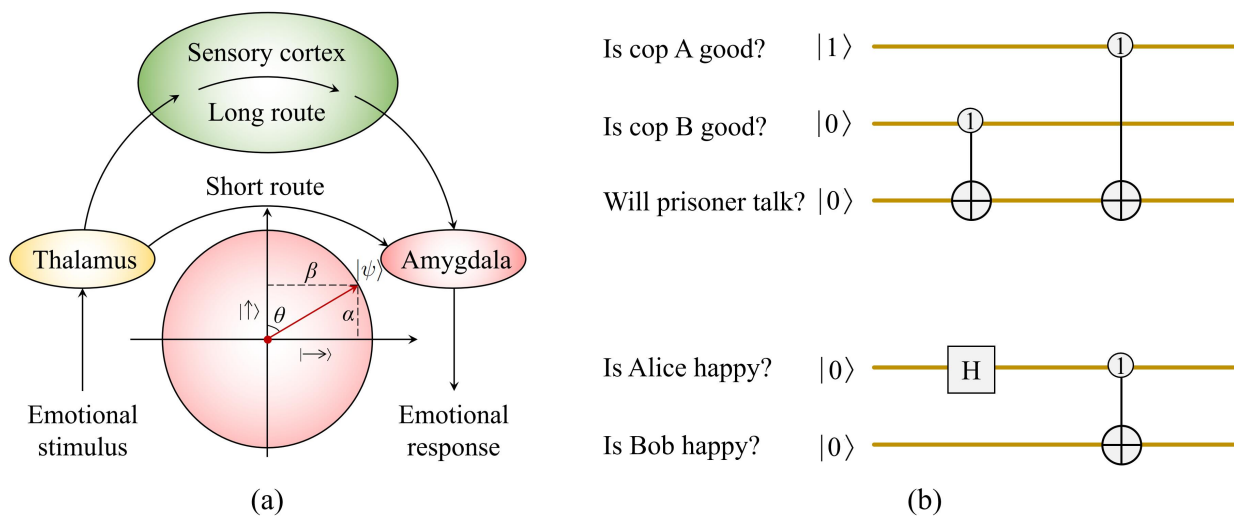 Sensory cortex
Long route
Short route
Thalamus
Amygdala
β
|ψ⟩
|↑⟩
θ
α
|→⟩
Emotional
stimulus
Emotional
response
(a)
Is cop A good? |1⟩
1
Is cop B good? |0⟩
1
Will prisoner talk? |0⟩
Is Alice happy? |0⟩
H
1
Is Bob happy? |0⟩
(b)